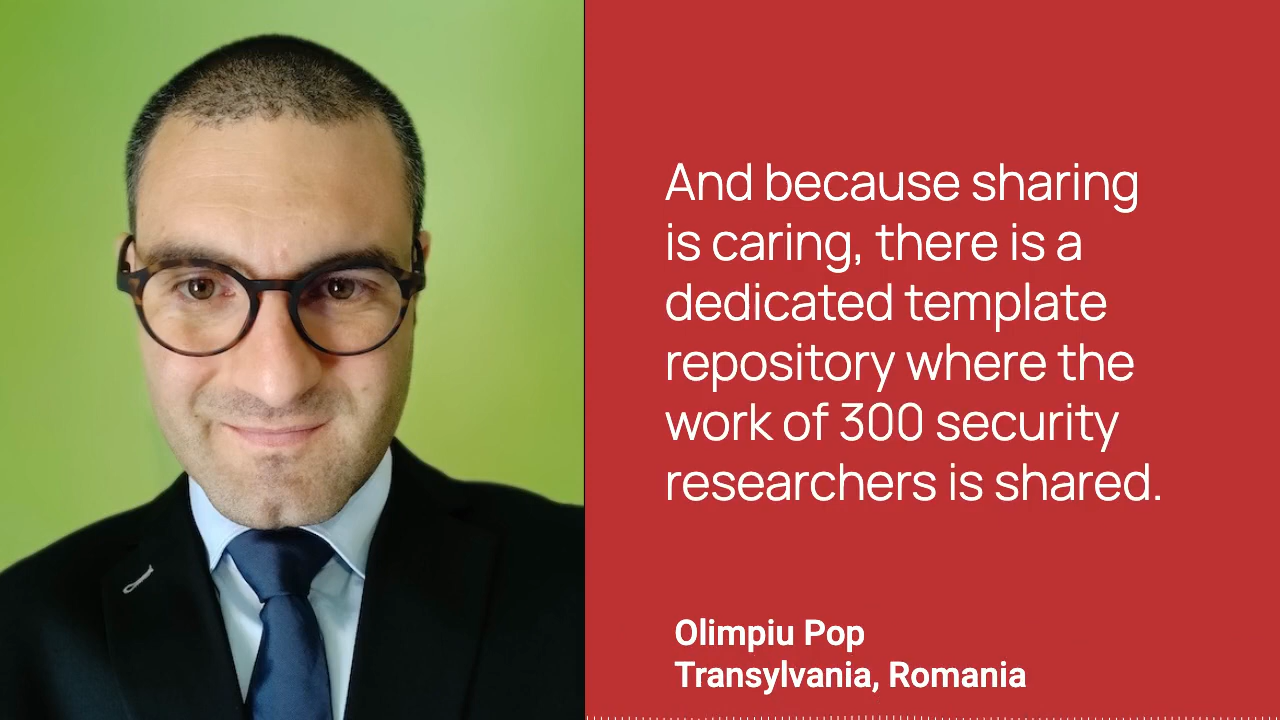 And because sharing
is caring, there is a
dedicated template
repository where the
work of 300 security
researchers is shared.
Olimpiu Pop
Transylvania, Romania